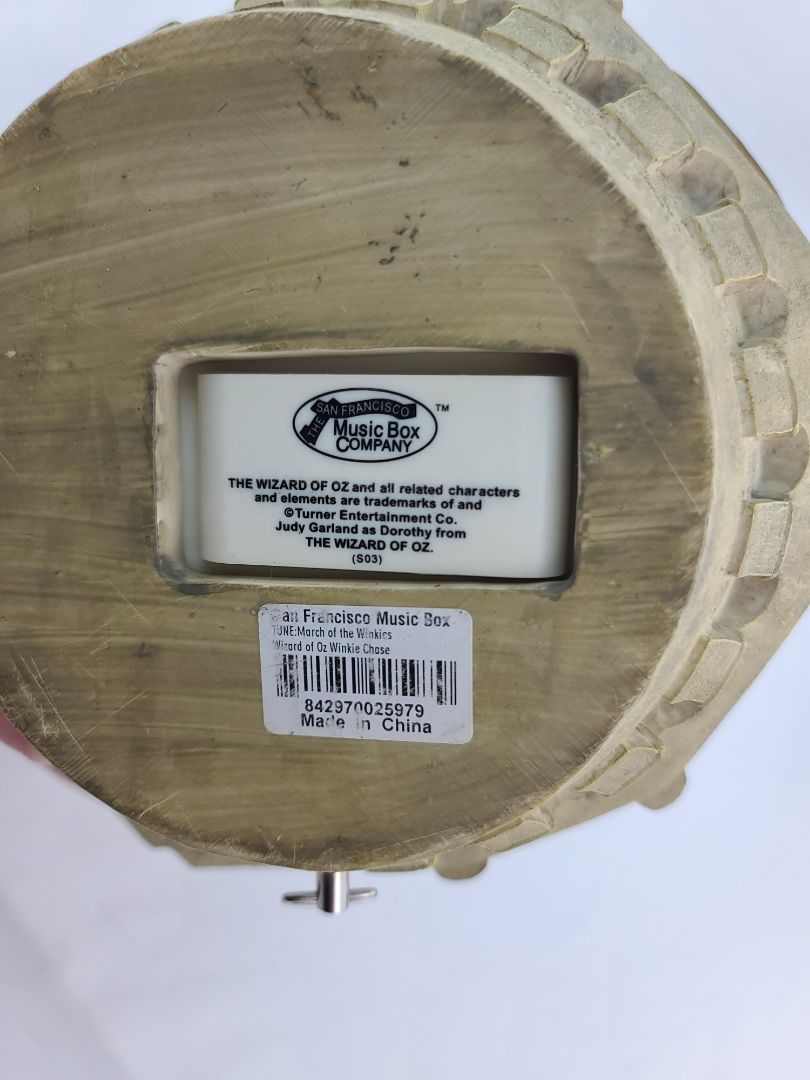 THE SAN FRANCISCO
Music Box
COMPANY
TM
THE WIZARD OF OZ and all related characters
and elements are trademarks of and
©Turner Entertainment Co.
Judy Garland as Dorothy from
THE WIZARD OF OZ.
(S03)
San Francisco Music Box
TUNE:March of the Winkies
Wizard of Oz Winkie Chase
842970025979
Made in China